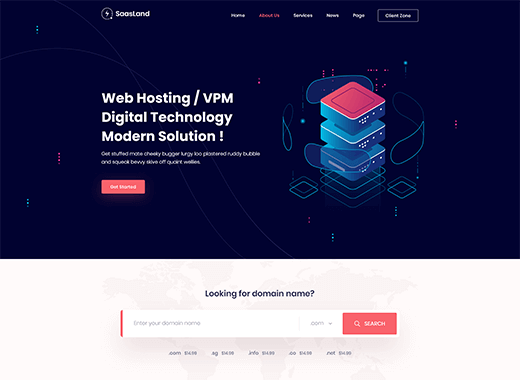 SaasLand
Home About Us Services News Page Client Zone
Web Hosting / VPM
Digital Technology
Modern Solution !
Get stuffed mate cheeky bugger lurgy loo plastered ruddy bubble
and squeak bevvy skive off quaint wellies.
Get Started
Looking for domain name?
Enter your domain name .com SEARCH
.com $14.99 .sg $14.99 .info $14.99 .co $14.99 .net $14.99